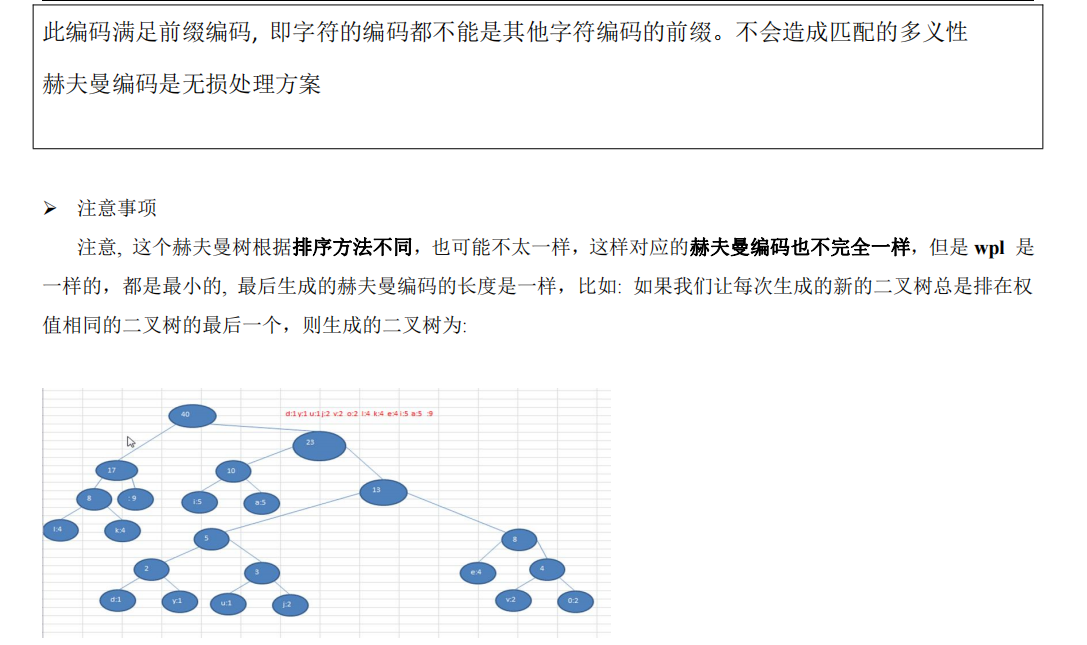 此编码满足前缀编码, 即字符的编码都不能是其他字符编码的前缀。不会造成匹配的多义性
赫夫曼编码是无损处理方案
➢ 注意事项
注意, 这个赫夫曼树根据排序方法不同，也可能不太一样，这样对应的赫夫曼编码也不完全一样，但是 wpl 是
一样的，都是最小的, 最后生成的赫夫曼编码的长度是一样，比如: 如果我们让每次生成的新的二叉树总是排在权
值相同的二叉树的最后一个，则生成的二叉树为:
40
d:1 y:1 u:1 j:2 v:2 o:2 l:4 k:4 e:4 i:5 a:5 :9
23
17
10
13
8
:9
i:5
a:5
l:4
k:4
5
8
2
3
e:4
4
d:1
y:1
u:1
j:2
v:2
0:2